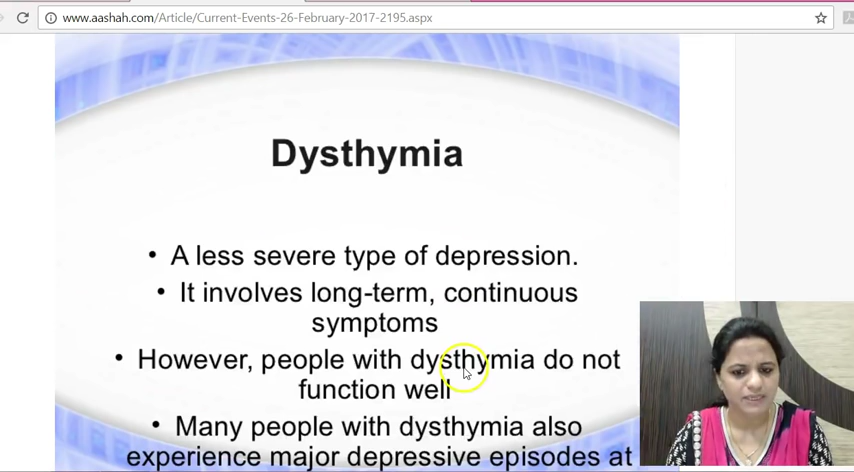 www.aashah.com/Article/Current-Events-26-February-2017-2195.aspx
Dysthymia
• A less severe type of depression.
• It involves long-term, continuous
symptoms
• However, people with dysthymia do not
function well
• Many people with dysthymia also
experience major depressive episodes at